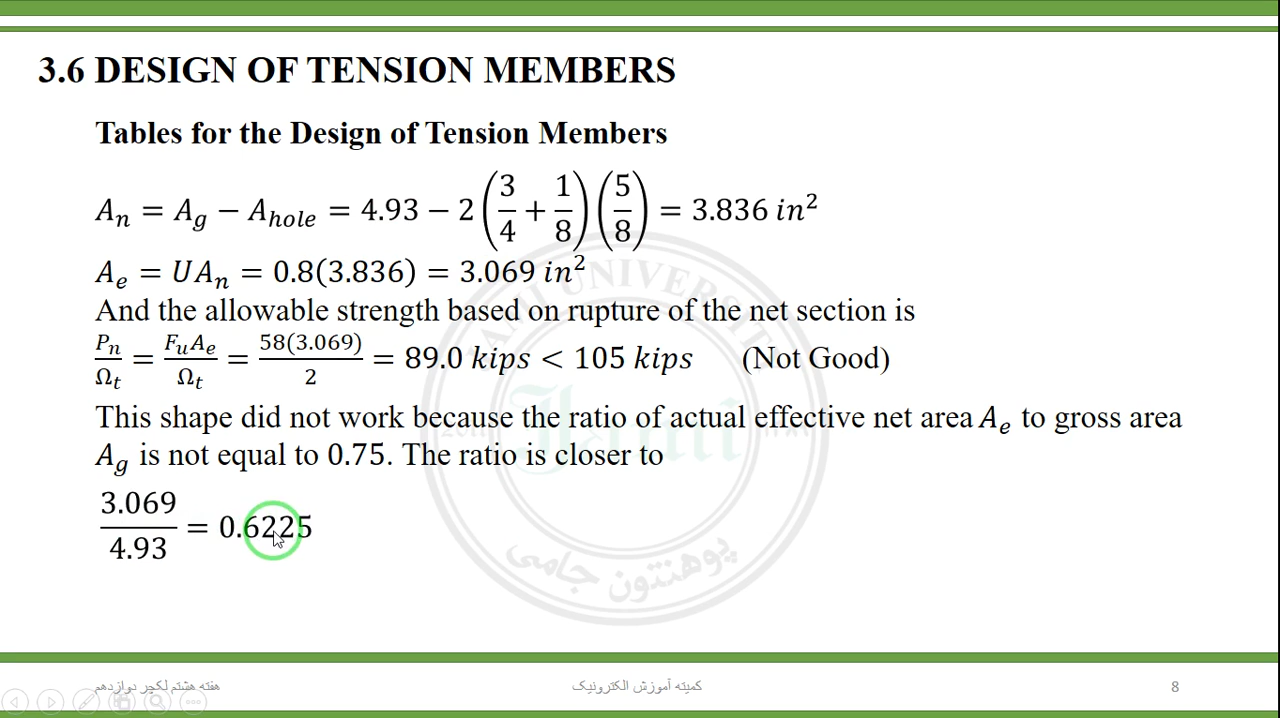 3.6 DESIGN OF TENSION MEMBERS
Tables for the Design of Tension Members
A_n = A_g − A_hole = 4.93 − 2(3/4 + 1/8)(5/8) = 3.836 in²
A_e = UA_n = 0.8(3.836) = 3.069 in²
And the allowable strength based on rupture of the net section is
P_n/Ω_t = F_uA_e/Ω_t = 58(3.069)/2 = 89.0 kips < 105 kips (Not Good)
This shape did not work because the ratio of actual effective net area A_e to gross area
A_g is not equal to 0.75. The ratio is closer to
3.069/4.93 = 0.6225
JAMI UNIVERSITY
Jami
پوهنتون جامی
هفته هشتم لکچر دوازدهم
کمیته آموزش الکترونیک
8